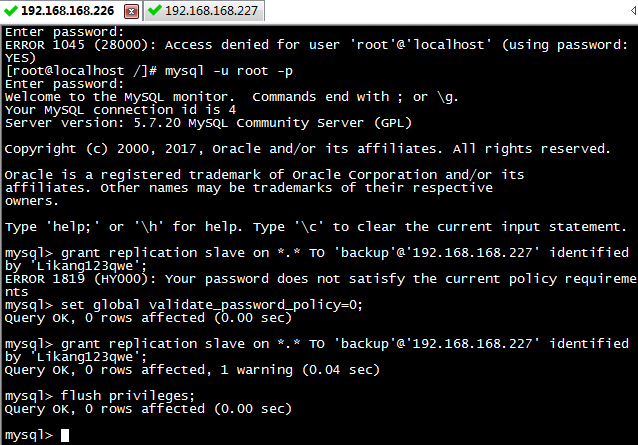 192.168.168.226 192.168.168.227
Enter password:
ERROR 1045 (28000): Access denied for user 'root'@'localhost' (using password:
YES)
[root@localhost /]# mysql -u root -p
Enter password:
Welcome to the MySQL monitor.  Commands end with ; or \g.
Your MySQL connection id is 4
Server version: 5.7.20 MySQL Community Server (GPL)
Copyright (c) 2000, 2017, Oracle and/or its affiliates. All rights reserved.
Oracle is a registered trademark of Oracle Corporation and/or its
affiliates. Other names may be trademarks of their respective
owners.
Type 'help;' or '\h' for help. Type '\c' to clear the current input statement.
mysql> grant replication slave on *.* TO 'backup'@'192.168.168.227' identified
by 'Likang123qwe';
ERROR 1819 (HY000): Your password does not satisfy the current policy requireme
nts
mysql> set global validate_password_policy=0;
Query OK, 0 rows affected (0.00 sec)
mysql> grant replication slave on *.* TO 'backup'@'192.168.168.227' identified
by 'Likang123qwe';
Query OK, 0 rows affected, 1 warning (0.04 sec)
mysql> flush privileges;
Query OK, 0 rows affected (0.00 sec)
mysql>